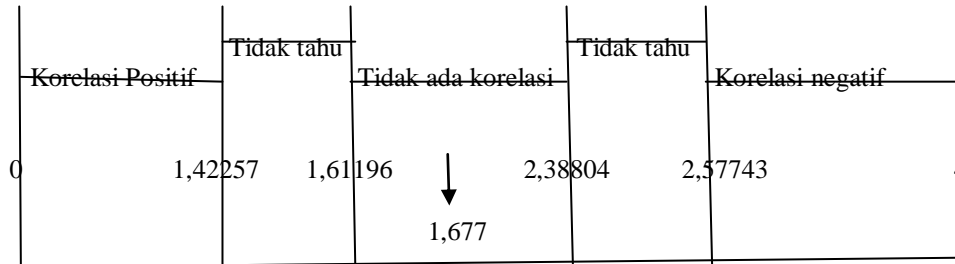 Tidak tahu Tidak tahu
Korelasi Positif Tidak ada korelasi Korelasi negatif
0 1,42257 1,61196 2,38804 2,57743
1,677